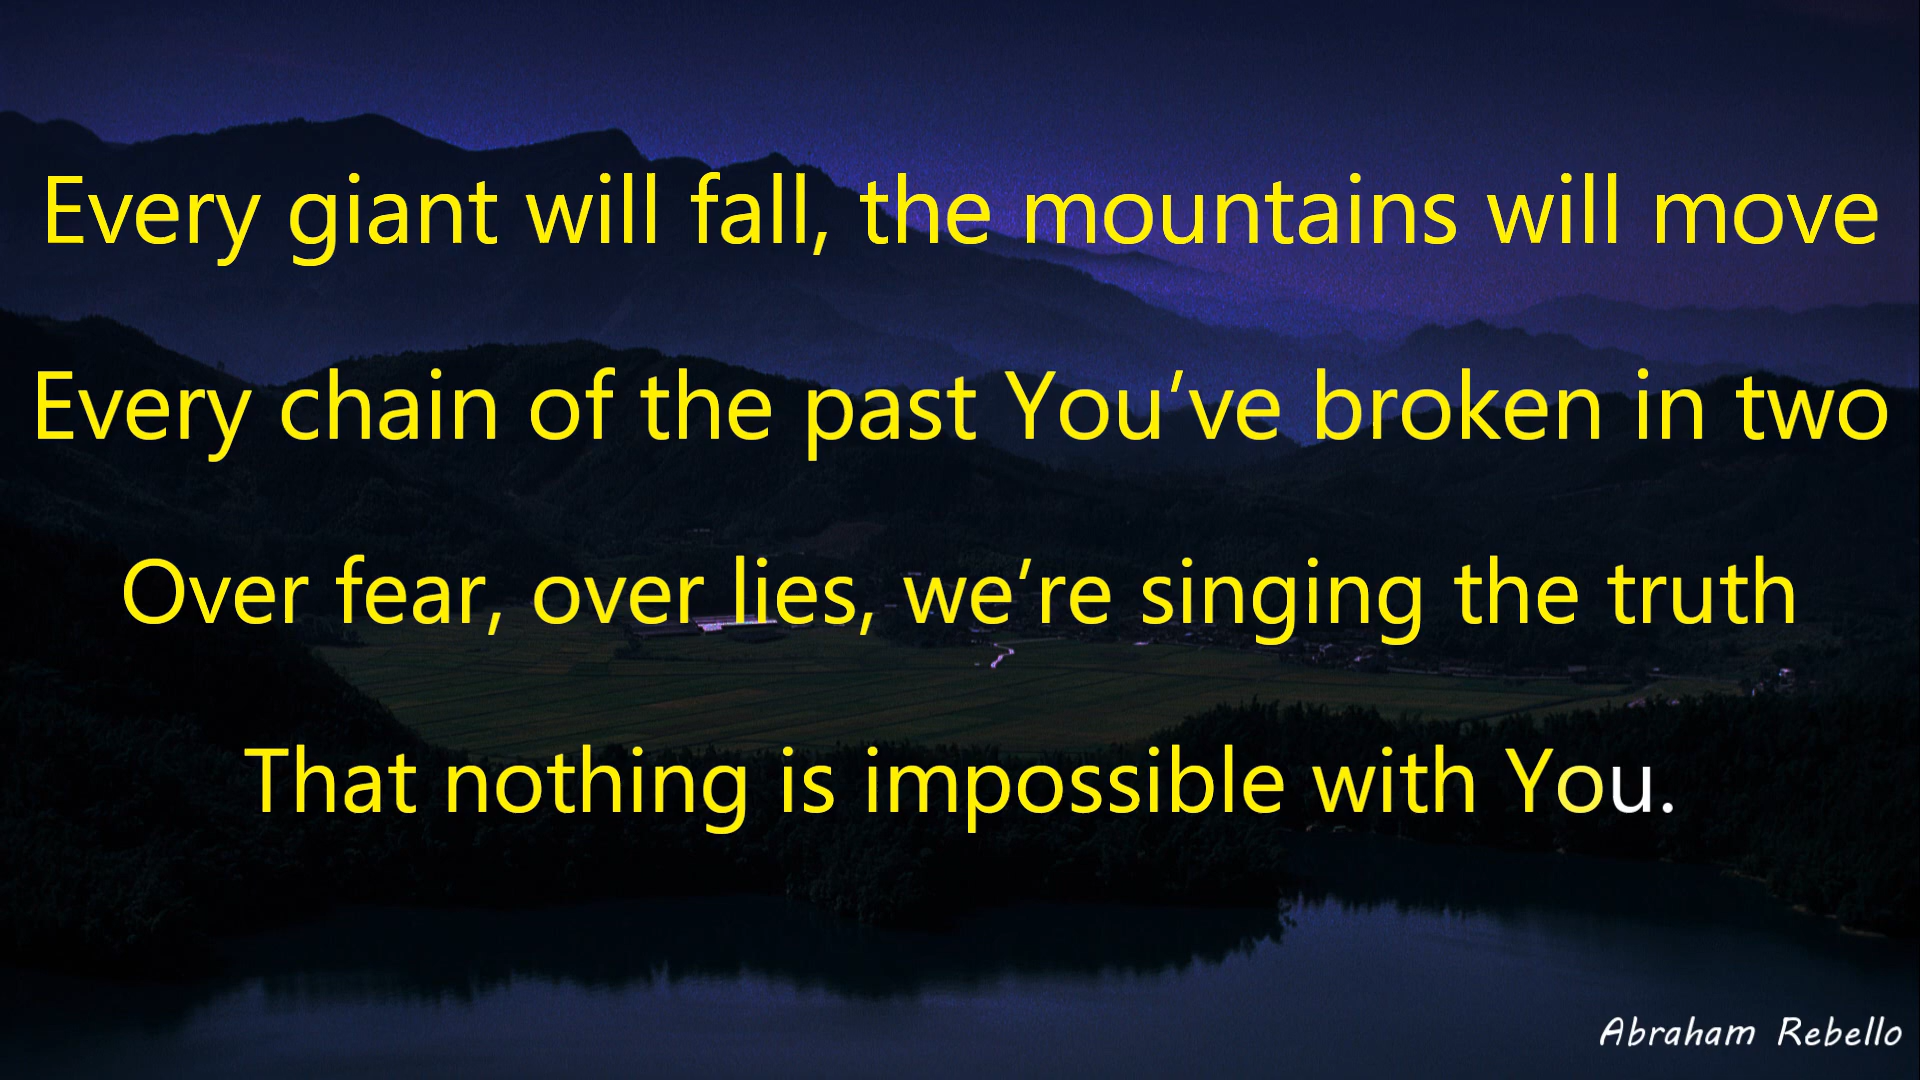 Every giant will fall, the mountains will move
Every chain of the past You’ve broken in two
Over fear, over lies, we’re singing the truth
That nothing is impossible with You.
Abraham Rebello